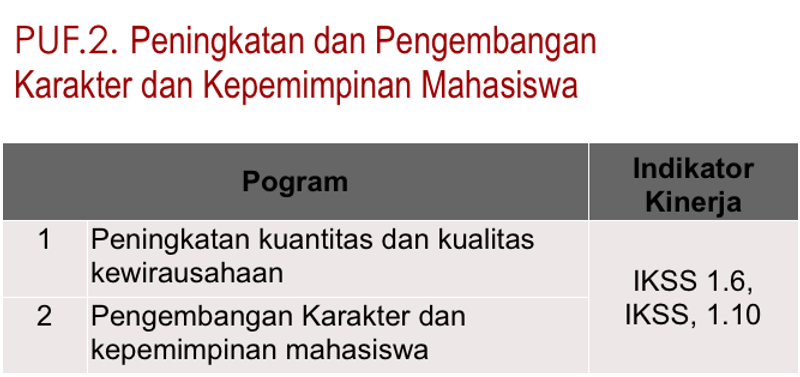 PUF.2. Peningkatan dan Pengembangan
Karakter dan Kepemimpinan Mahasiswa
Pogram
Indikator
Kinerja
1 Peningkatan kuantitas dan kualitas
kewirausahaan
2 Pengembangan Karakter dan
kepemimpinan mahasiswa
IKSS 1.6,
IKSS, 1.10